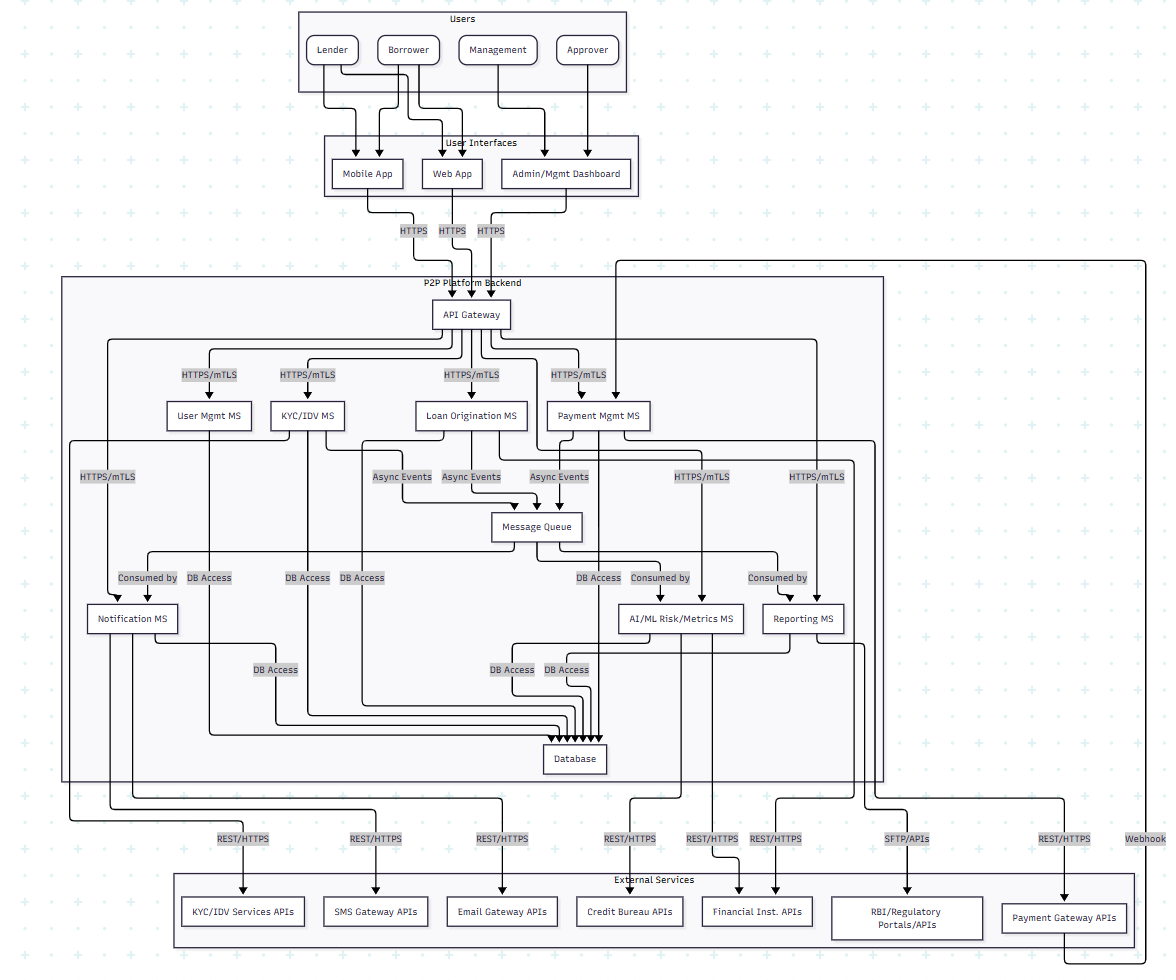 Users
Lender
Borrower
Management
Approver
User Interfaces
Mobile App
Web App
Admin/Mgmt Dashboard
HTTPS
HTTPS
HTTPS
P2P Platform Backend
API Gateway
HTTPS/mTLS
HTTPS/mTLS
HTTPS/mTLS
HTTPS/mTLS
User Mgmt MS
KYC/IDV MS
Loan Origination MS
Payment Mgmt MS
HTTPS/mTLS
Async Events
Async Events
Async Events
HTTPS/mTLS
HTTPS/mTLS
Message Queue
Consumed by
DB Access
DB Access
DB Access
DB Access
Consumed by
Consumed by
Notification MS
AI/ML Risk/Metrics MS
Reporting MS
DB Access
DB Access
DB Access
Database
REST/HTTPS
REST/HTTPS
REST/HTTPS
REST/HTTPS
REST/HTTPS
REST/HTTPS
SFTP/APIs
REST/HTTPS
Webhook
External Services
KYC/IDV Services APIs
SMS Gateway APIs
Email Gateway APIs
Credit Bureau APIs
Financial Inst. APIs
RBI/Regulatory
Portals/APIs
Payment Gateway APIs